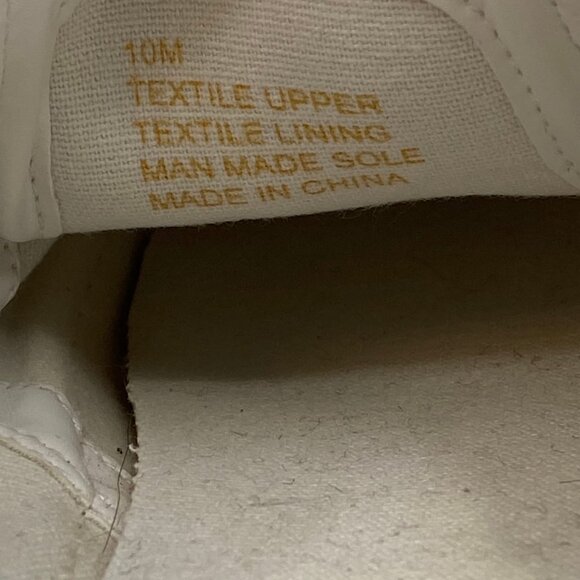 10M
TEXTILE UPPER
TEXTILE LINING
MAN MADE SOLE
MADE IN CHINA